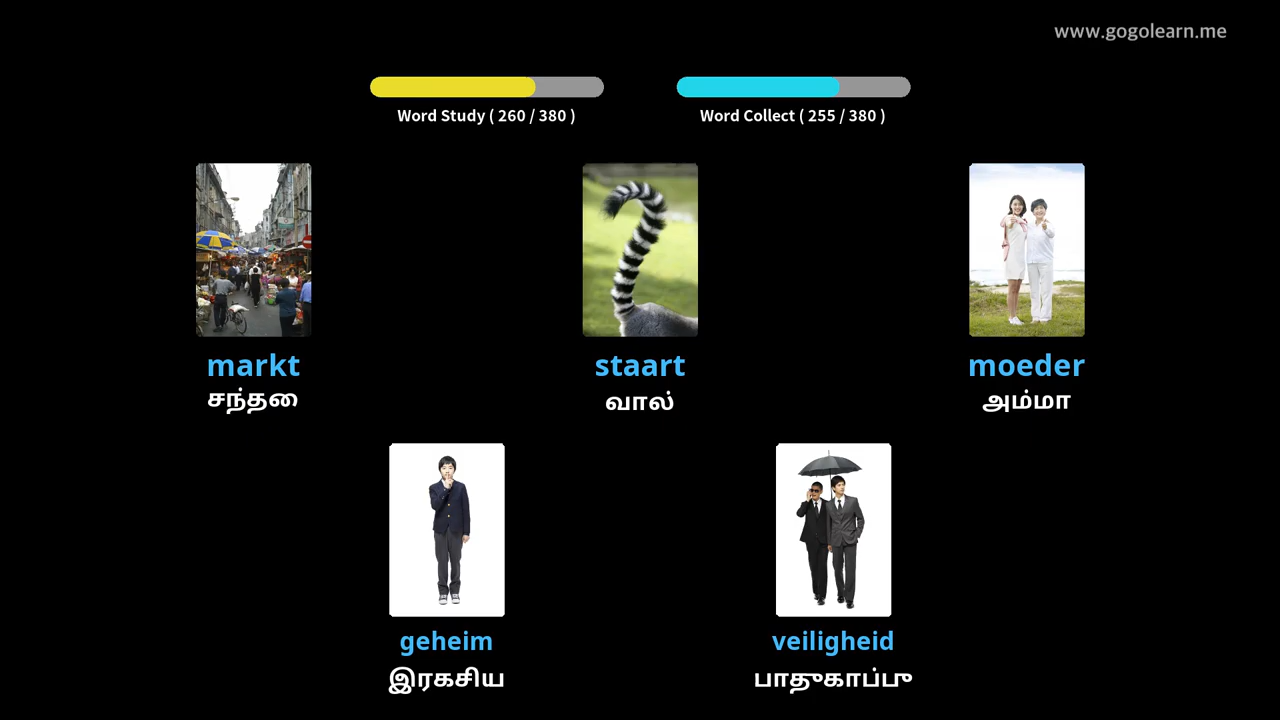 www.gogolearn.me
Word Study ( 260 / 380 )
Word Collect ( 255 / 380 )
markt
சந்தை
staart
வால்
moeder
அம்மா
geheim
இரகசிய
veiligheid
பாதுகாப்பு